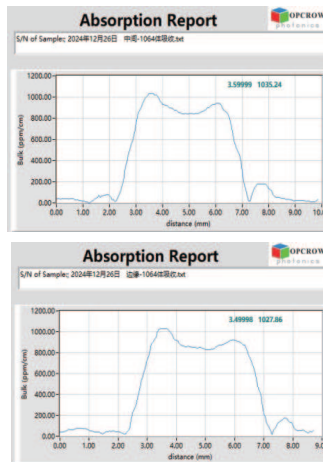 Absorption Report
OPCROW
photonics
S/N of Sample: 2024年12月26日 中间-1064体吸收.txt
3.59999 1035.24
1200.00
1000.00
800.00
600.00
400.00
200.00
0.00
Bulk (ppm/cm)
0.00 1.00 2.00 3.00 4.00 5.00 6.00 7.00 8.00 9.00 10.0
distance (mm)
Absorption Report
OPCROW
photonics
S/N of Sample: 2024年12月26日 边缘-1064体吸收.txt
3.49998 1027.86
1200.00
1000.00
800.00
600.00
400.00
200.00
0.00
Bulk (ppm/cm)
0.00 1.00 2.00 3.00 4.00 5.00 6.00 7.00 8.00 9.0
distance (mm)